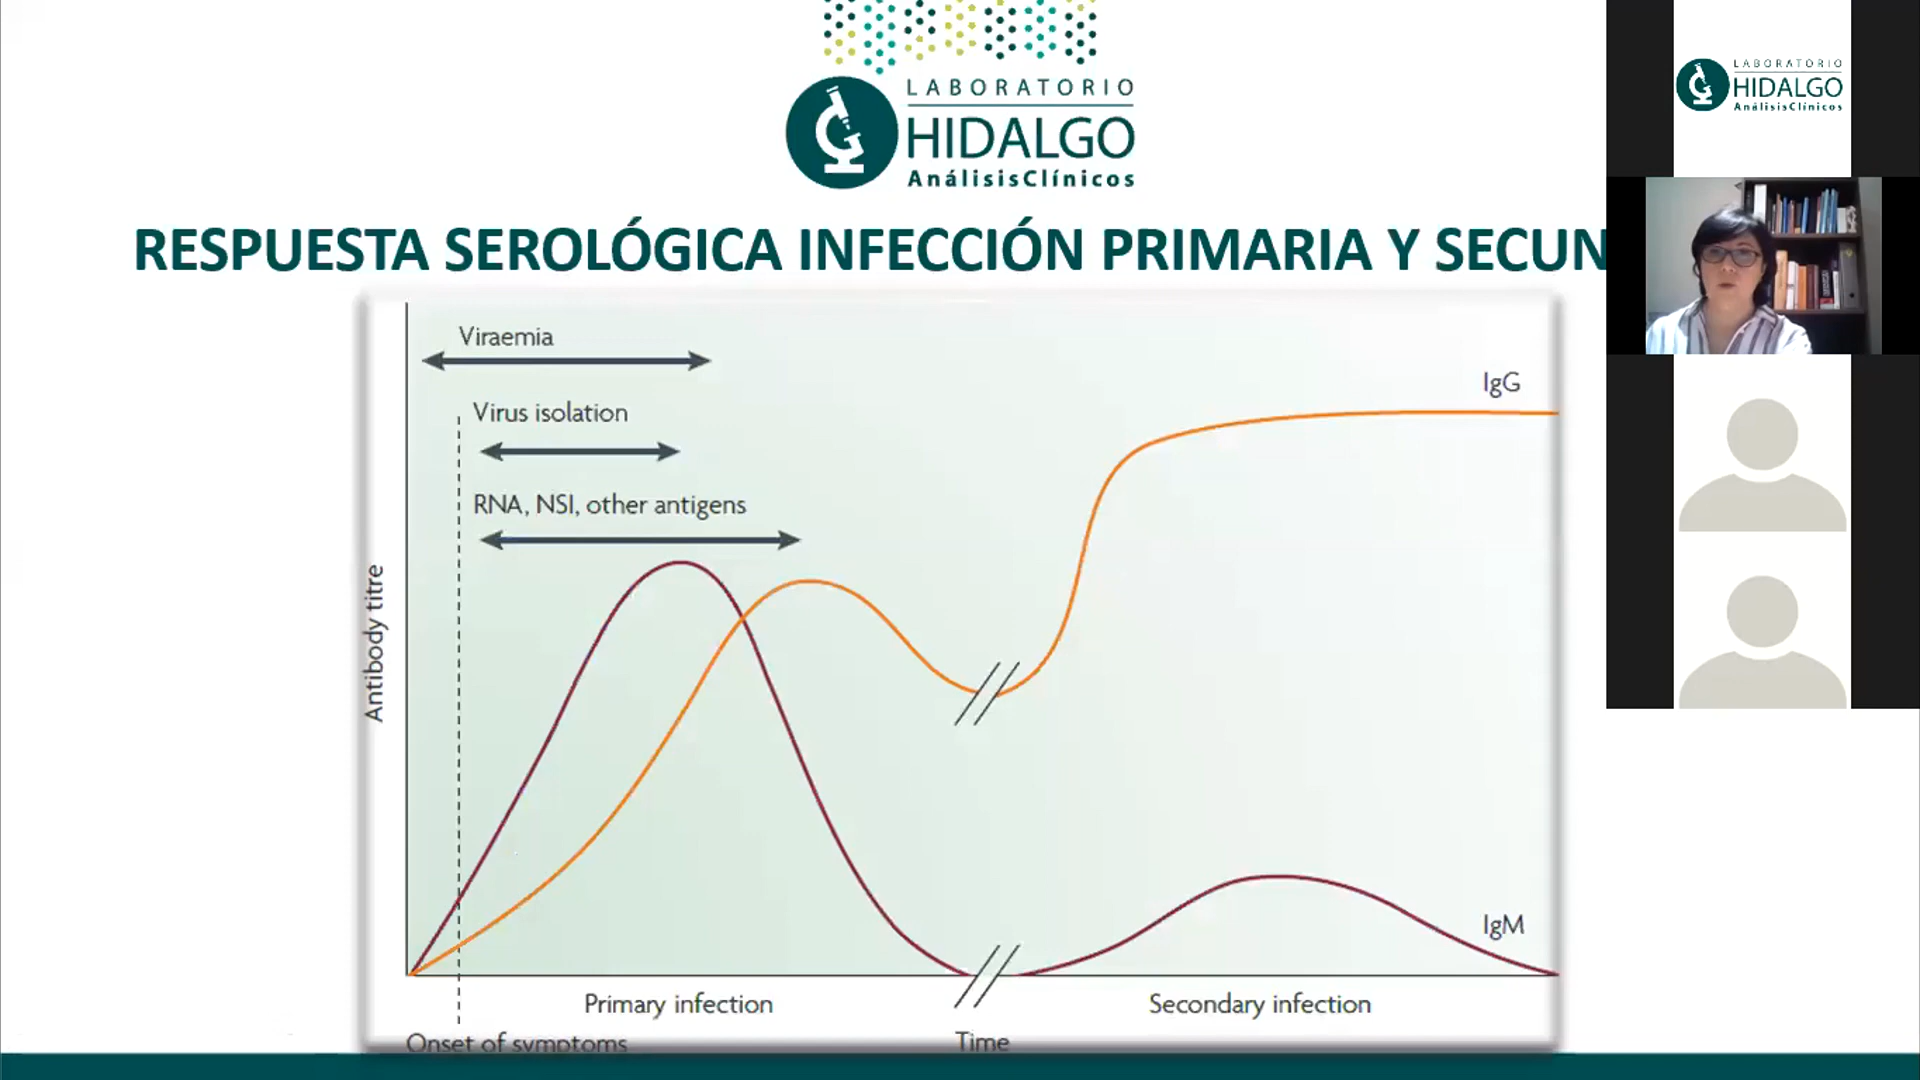 LABORATORIO
HIDALGO
AnálisisClínicos
LABORATORIO
HIDALGO
AnálisisClínicos
RESPUESTA SEROLÓGICA INFECCIÓN PRIMARIA Y SECUN
Viraemia
IgG
Virus isolation
RNA, NSI, other antigens
Antibody titre
IgM
Primary infection
Secondary infection
Onset of symptoms
Time